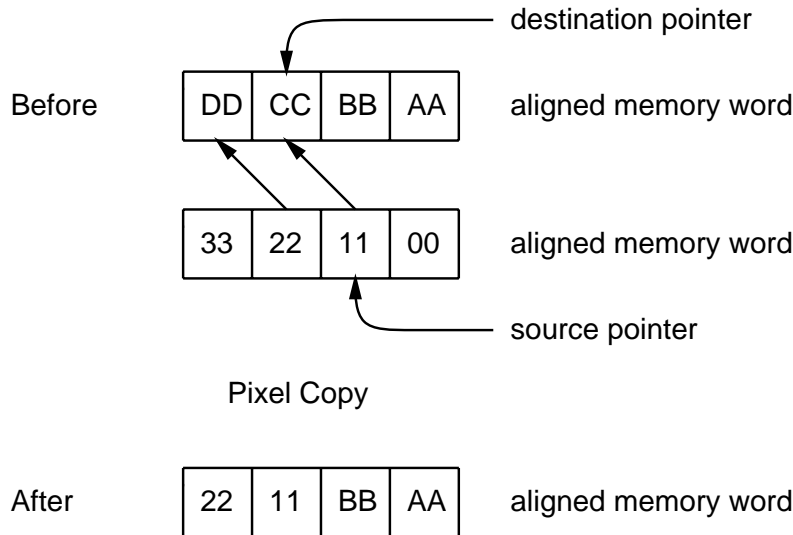 destination pointer
Before DD CC BB AA aligned memory word
33 22 11 00 aligned memory word
source pointer
Pixel Copy
After 22 11 BB AA aligned memory word